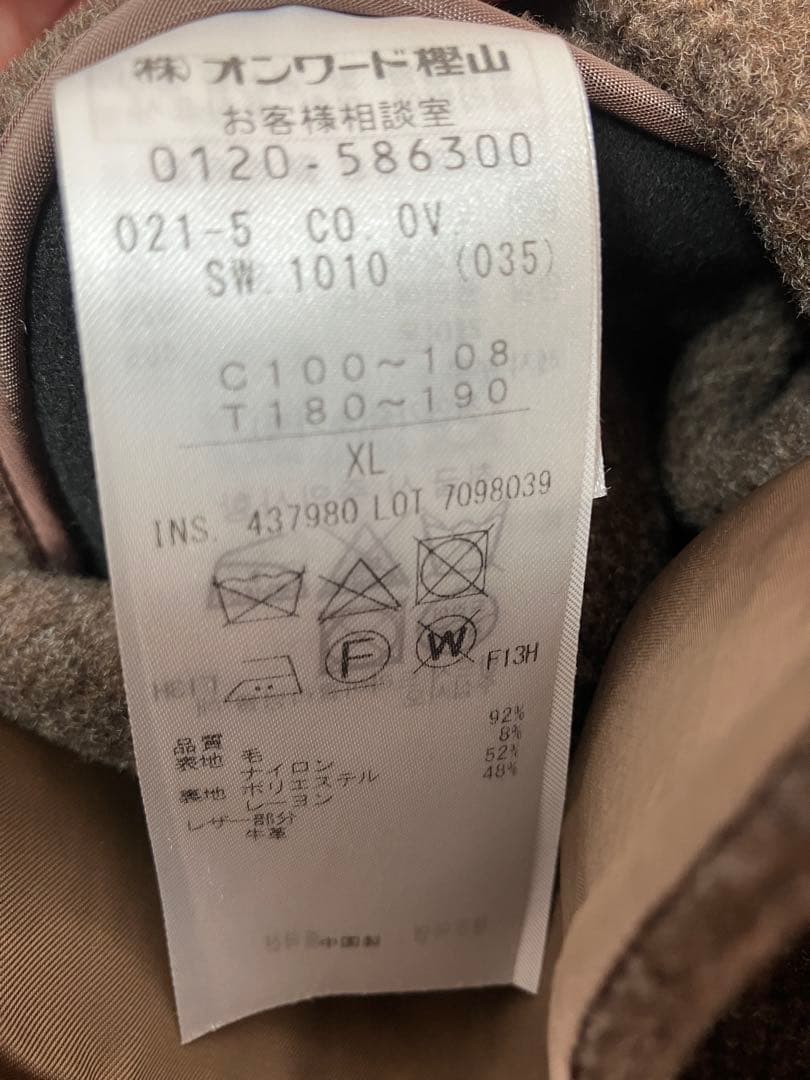 (株)オンワード樫山
お客様相談室
0120-586300
021-5 CO. OV.
SW. 1010 (035)
C100～108
T180～190
XL
INS. 437980 LOT 7098039
F
W
F13H
品質
表地 毛 92%
ナイロン 8%
裏地 ポリエステル 52%
レーヨン 48%
レザー部分
牛革
中国製